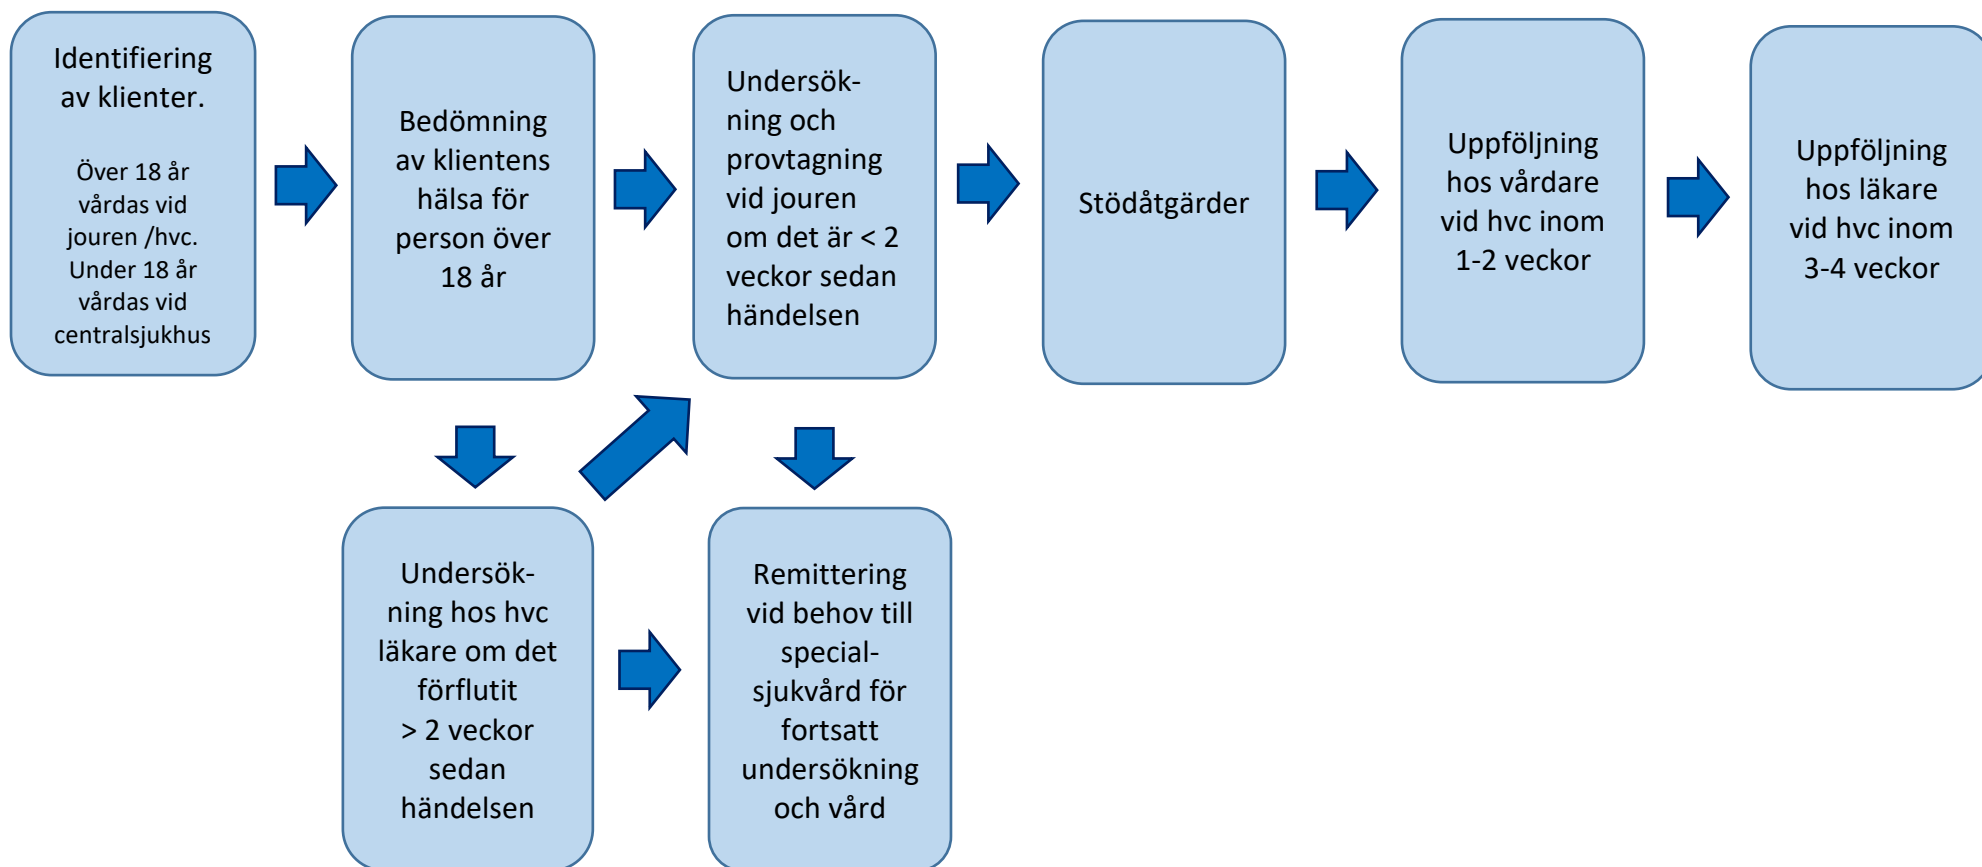 Identifiering
av klienter.
Över 18 år
vårdas vid
jouren /hvc.
Under 18 år
vårdas vid
centralsjukhus
Bedömning
av klientens
hälsa för
person över
18 år
Undersök-
ning och
provtagning
vid jouren
om det är < 2
veckor sedan
händelsen
Stödåtgärder
Uppföljning
hos vårdare
vid hvc inom
1-2 veckor
Uppföljning
hos läkare
vid hvc inom
3-4 veckor
Undersök-
ning hos hvc
läkare om det
förflutit
> 2 veckor
sedan
händelsen
Remittering
vid behov till
special-
sjukvård för
fortsatt
undersökning
och vård